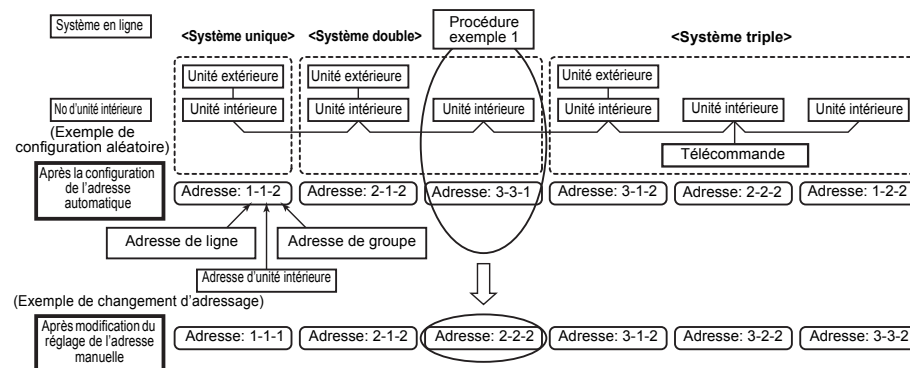 Système en ligne
<Système unique>
<Système double>
Procédure
exemple 1
<Système triple>
Unité extérieure
Unité extérieure
Unité extérieure
No d'unité intérieure
Unité intérieure
Unité intérieure
Unité intérieure
Unité intérieure
Unité intérieure
Unité intérieure
(Exemple de
configuration aléatoire)
Télécommande
Après la configuration
de l'adresse
automatique
Adresse: 1-1-2
Adresse: 2-1-2
Adresse: 3-3-1
Adresse: 3-1-2
Adresse: 2-2-2
Adresse: 1-2-2
Adresse de ligne
Adresse de groupe
Adresse d'unité intérieure
(Exemple de changement d'adressage)
Après modification du
réglage de l'adresse
manuelle
Adresse: 1-1-1
Adresse: 2-1-2
Adresse: 2-2-2
Adresse: 3-1-2
Adresse: 3-2-2
Adresse: 3-3-2